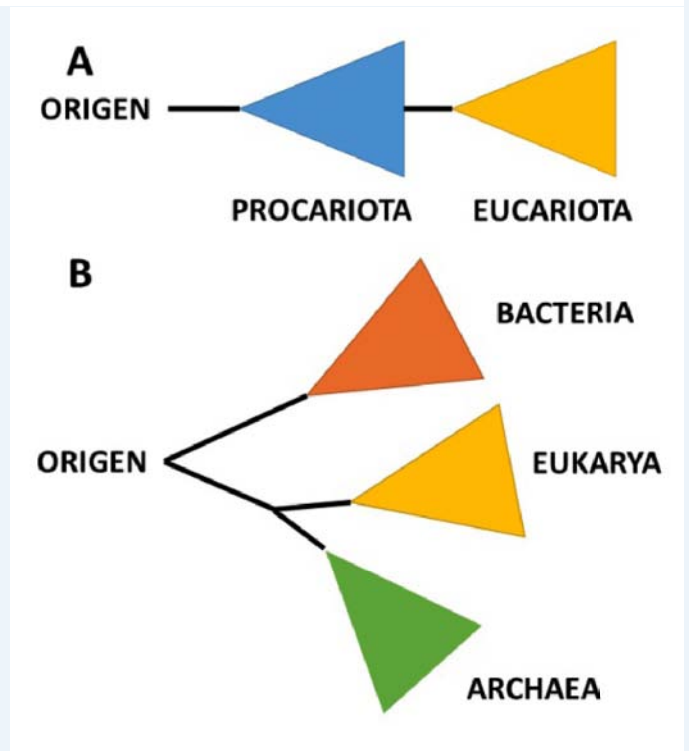 A
ORIGEN
PROCARIOTA EUCARIOTA
B
BACTERIA
ORIGEN
EUKARYA
ARCHAEA